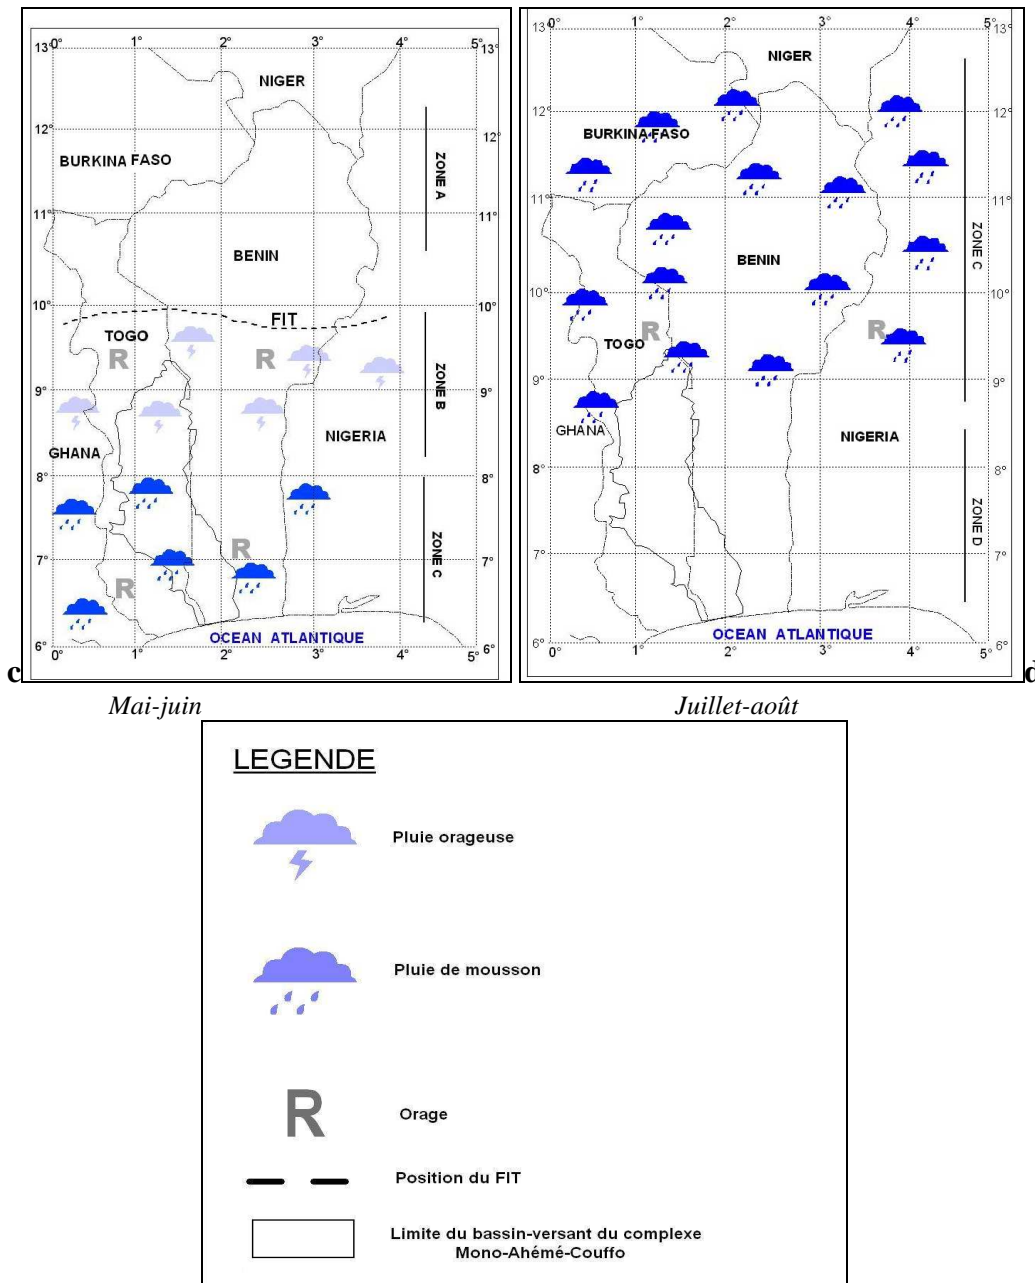 0° 1° 2° 3° 4° 5°
13° 13°
NIGER
12° 12°
BURKINA FASO
ZONE A
11° 11°
BENIN
10° 10°
FIT
TOGO
R R
9° 9°
ZONE B
NIGERIA
GHANA
8° 8°
R
7° 7°
ZONE C
R
OCEAN ATLANTIQUE
6° 6°
0° 1° 2° 3° 4° 5°
c
Mai-juin
0° 1° 2° 3° 4° 5°
13° 13°
NIGER
12° 12°
BURKINA FASO
11° 11°
ZONE C
BENIN
10° 10°
R R
TOGO
9° 9°
GHANA
NIGERIA
8° 8°
ZONE D
7° 7°
OCEAN ATLANTIQUE
6° 6°
0° 1° 2° 3° 4° 5°
d
Juillet-août
LEGENDE
Pluie orageuse
Pluie de mousson
R Orage
Position du FIT
Limite du bassin-versant du complexe
Mono-Ahémé-Couffo